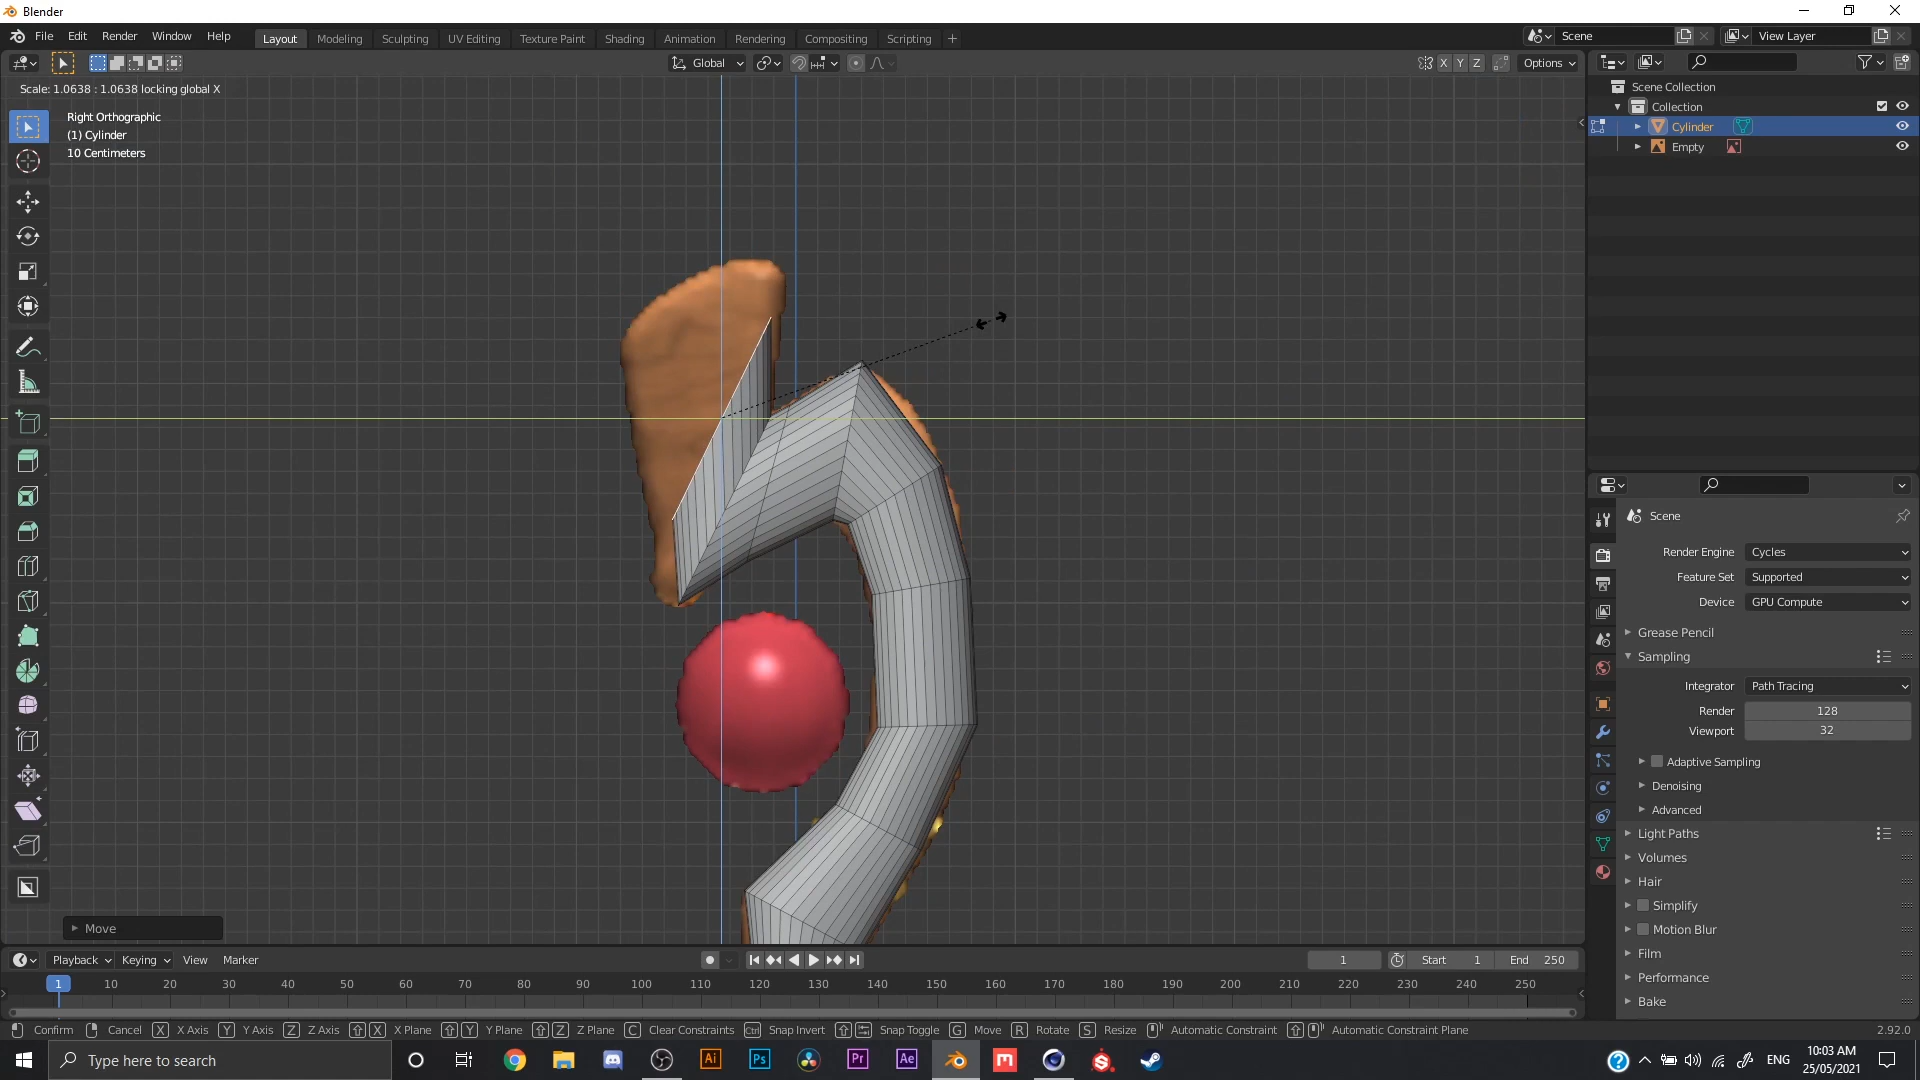 Blender
File Edit Render Window Help
Layout Modeling Sculpting UV Editing Texture Paint Shading Animation Rendering Compositing Scripting +
Scene
View Layer
Global
X Y Z
Options
Scale: 1.0638 : 1.0638 locking global X
Right Orthographic
(1) Cylinder
10 Centimeters
Scene Collection
Collection
Cylinder
Empty
Scene
Render Engine Cycles
Feature Set Supported
Device GPU Compute
Grease Pencil
Sampling
Integrator Path Tracing
Render 128
Viewport 32
Adaptive Sampling
Denoising
Advanced
Light Paths
Volumes
Hair
Simplify
Motion Blur
Film
Performance
Bake
Move
Playback Keying View Marker
1 Start 1 End 250
1 10 20 30 40 50 60 70 80 90 100 110 120 130 140 150 160 170 180 190 200 210 220 230 240 250
Confirm Cancel X X Axis Y Y Axis Z Z Axis X X Plane Y Y Plane Z Z Plane C Clear Constraints Ctrl Snap Invert Snap Toggle G Move R Rotate S Resize Automatic Constraint Automatic Constraint Plane 2.92.0
Type here to search
Ai Ps Pr Ae
ENG
10:03 AM
25/05/2021